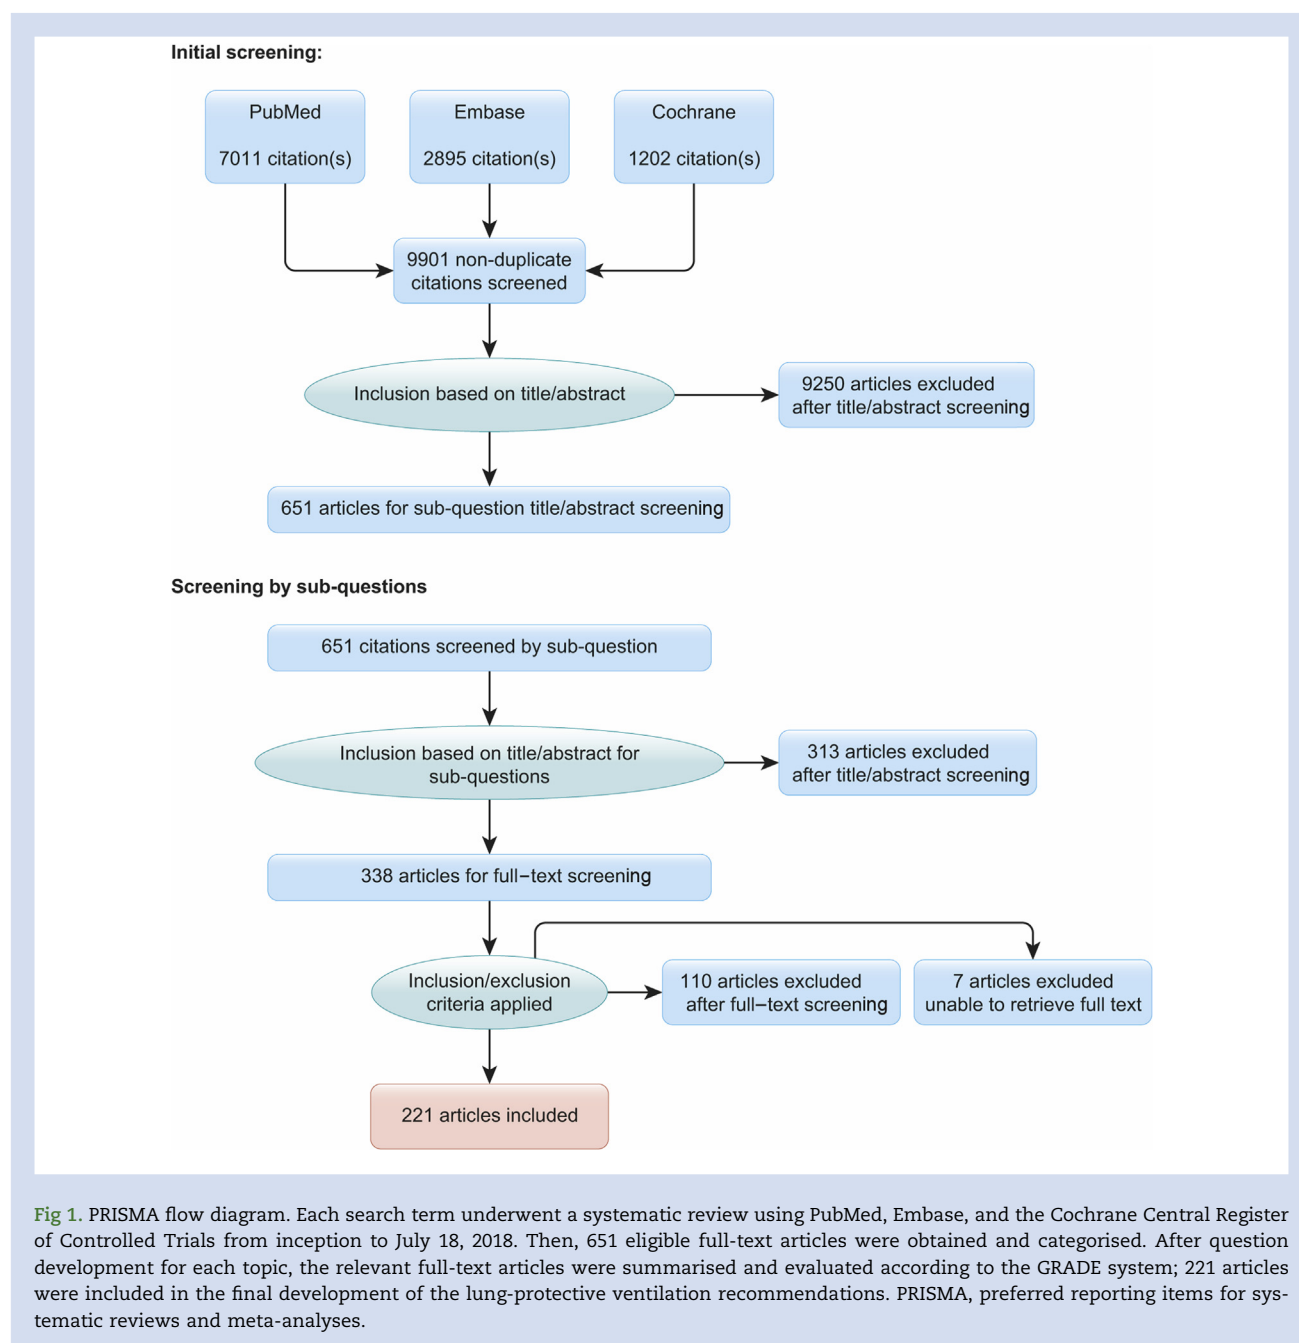 Initial screening:
PubMed
7011 citation(s)
Embase
2895 citation(s)
Cochrane
1202 citation(s)
9901 non-duplicate
citations screened
Inclusion based on title/abstract
9250 articles excluded
after title/abstract screening
651 articles for sub-question title/abstract screening
Screening by sub-questions
651 citations screened by sub-question
Inclusion based on title/abstract for
sub-questions
313 articles excluded
after title/abstract screening
338 articles for full−text screening
Inclusion/exclusion
criteria applied
110 articles excluded
after full−text screening
7 articles excluded
unable to retrieve full text
221 articles included
Fig 1. PRISMA flow diagram. Each search term underwent a systematic review using PubMed, Embase, and the Cochrane Central Register
of Controlled Trials from inception to July 18, 2018. Then, 651 eligible full-text articles were obtained and categorised. After question
development for each topic, the relevant full-text articles were summarised and evaluated according to the GRADE system; 221 articles
were included in the final development of the lung-protective ventilation recommendations. PRISMA, preferred reporting items for sys-
tematic reviews and meta-analyses.